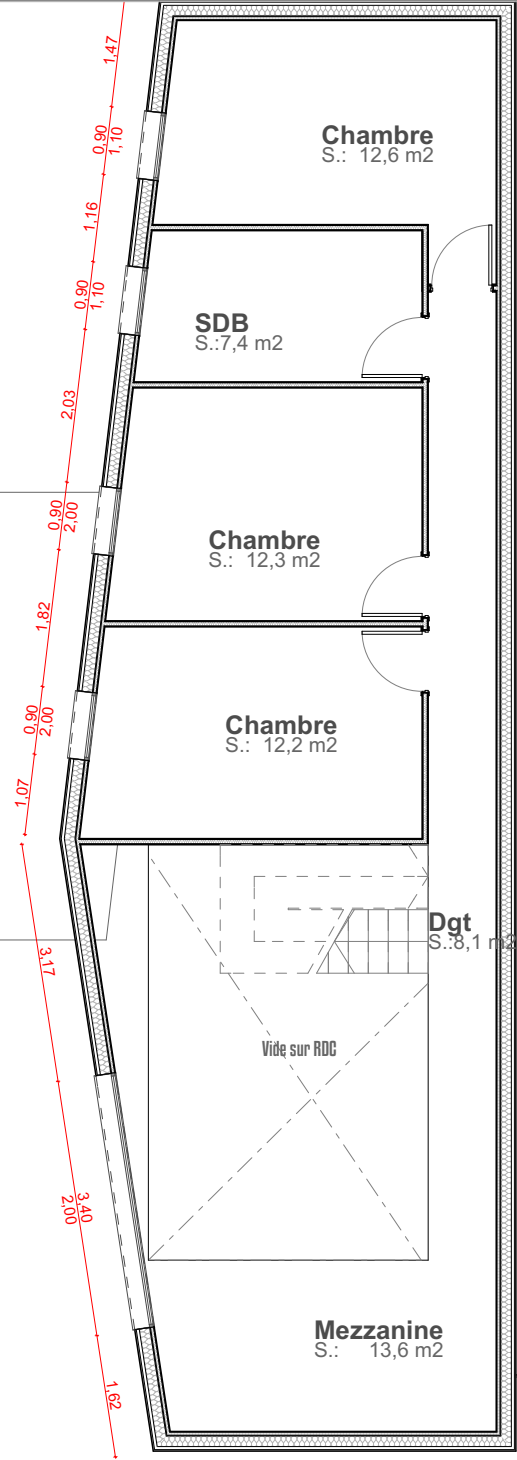 1,47
0,90
1,10
Chambre
S.: 12,6 m2
1,16
0,90
1,10
SDB
S.:7,4 m2
2,03
0,90
2,00
Chambre
S.: 12,3 m2
1,82
0,90
2,00
Chambre
S.: 12,2 m2
1,07
Dgt
S.:8,1 m2
3,17
Vide sur RDC
3,40
2,00
Mezzanine
S.: 13,6 m2
1,62